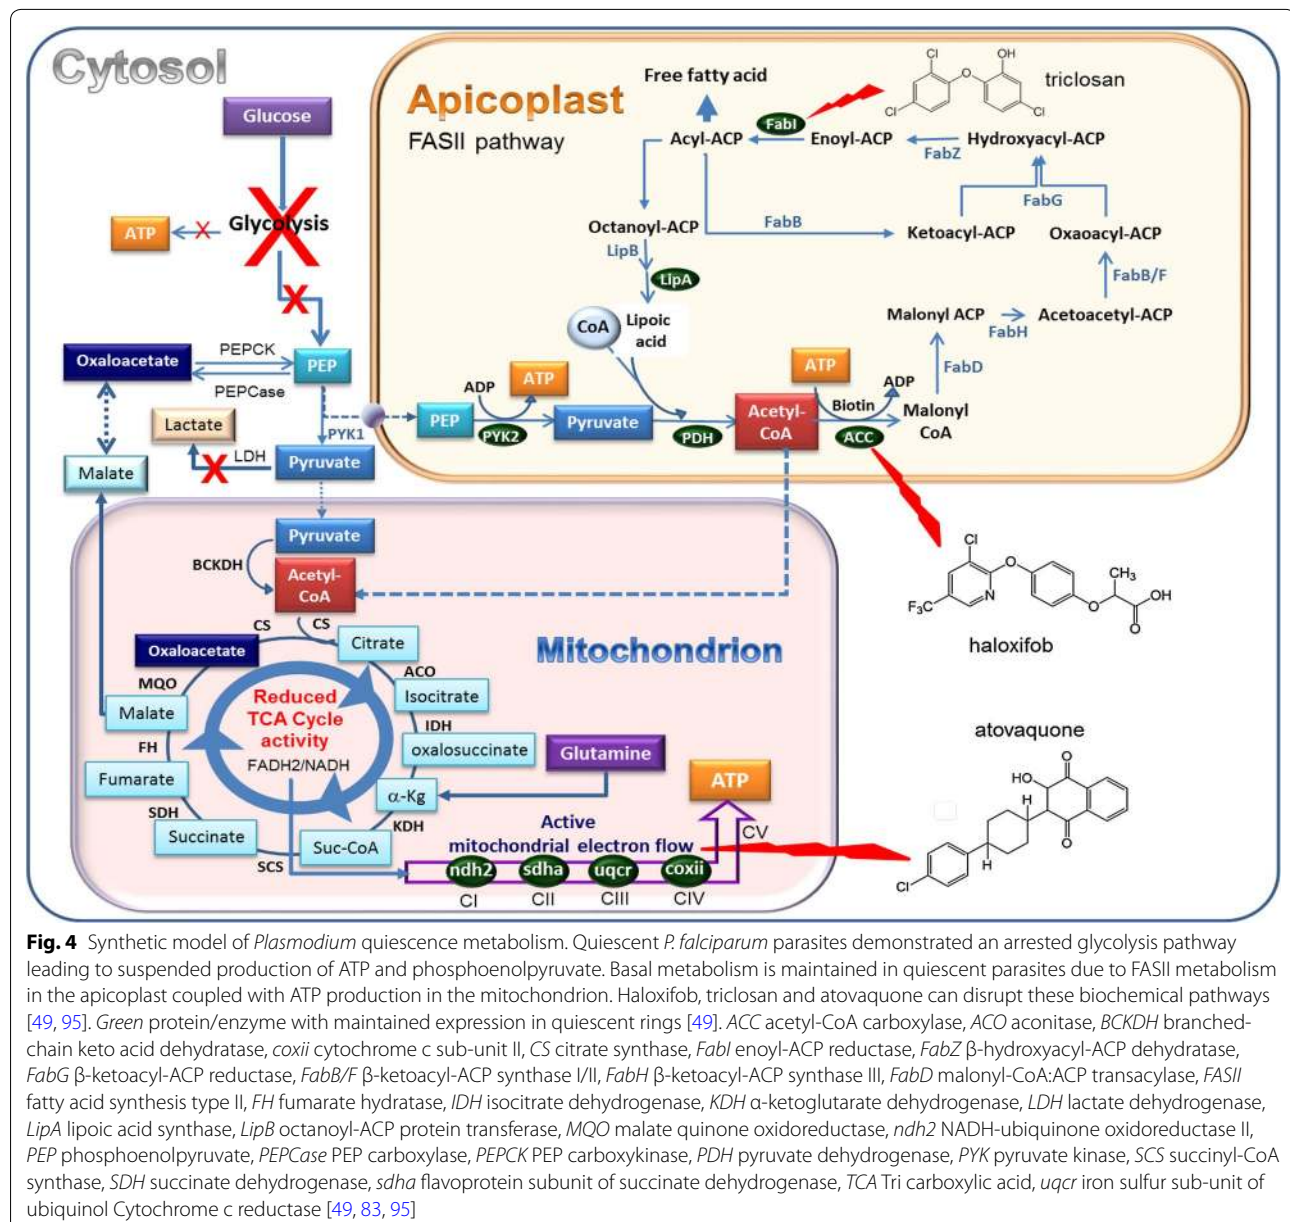 Cytosol
Glucose
Glycolysis
ATP
Oxaloacetate
PEPCK
PEPCase
PEP
Lactate
LDH
PYK1
Malate
Pyruvate
Apicoplast
FASII pathway
Free fatty acid
Acyl-ACP
FabI
Enoyl-ACP
FabZ
Hydroxyacyl-ACP
Cl
O
OH
Cl
Cl
triclosan
Octanoyl-ACP
LipB
LipA
FabB
Ketoacyl-ACP
FabG
Oxaoacyl-ACP
FabB/F
CoA
Lipoic
acid
Malonyl ACP
FabH
Acetoacetyl-ACP
FabD
PEP
ADP
ATP
PYK2
Pyruvate
PDH
Acetyl-
CoA
ATP
Biotin
ADP
ACC
Malonyl
CoA
Cl
O
CH3
F3C
N
O
OH
O
haloxifob
Pyruvate
BCKDH
Acetyl-
CoA
Mitochondrion
CS
CS
Oxaloacetate
Citrate
MQO
ACO
Malate
Isocitrate
FH
IDH
Fumarate
oxalosuccinate
SDH
α-Kg
Succinate
KDH
SCS
Suc-CoA
Reduced
TCA Cycle
activity
FADH2/NADH
Glutamine
ATP
Active
mitochondrial electron flow
CV
ndh2
sdha
uqcr
coxii
CI
CII
CIII
CIV
atovaquone
O
HO
H
O
H
Cl
Fig. 4 Synthetic model of Plasmodium quiescence metabolism. Quiescent P. falciparum parasites demonstrated an arrested glycolysis pathway
leading to suspended production of ATP and phosphoenolpyruvate. Basal metabolism is maintained in quiescent parasites due to FASII metabolism
in the apicoplast coupled with ATP production in the mitochondrion. Haloxifob, triclosan and atovaquone can disrupt these biochemical pathways
[49, 95]. Green protein/enzyme with maintained expression in quiescent rings [49]. ACC acetyl-CoA carboxylase, ACO aconitase, BCKDH branched-
chain keto acid dehydratase, coxii cytochrome c sub-unit II, CS citrate synthase, FabI enoyl-ACP reductase, FabZ β-hydroxyacyl-ACP dehydratase,
FabG β-ketoacyl-ACP reductase, FabB/F β-ketoacyl-ACP synthase I/II, FabH β-ketoacyl-ACP synthase III, FabD malonyl-CoA:ACP transacylase, FASII
fatty acid synthesis type II, FH fumarate hydratase, IDH isocitrate dehydrogenase, KDH α-ketoglutarate dehydrogenase, LDH lactate dehydrogenase,
LipA lipoic acid synthase, LipB octanoyl-ACP protein transferase, MQO malate quinone oxidoreductase, ndh2 NADH-ubiquinone oxidoreductase II,
PEP phosphoenolpyruvate, PEPCase PEP carboxylase, PEPCK PEP carboxykinase, PDH pyruvate dehydrogenase, PYK pyruvate kinase, SCS succinyl-CoA
synthase, SDH succinate dehydrogenase, sdha flavoprotein subunit of succinate dehydrogenase, TCA Tri carboxylic acid, uqcr iron sulfur sub-unit of
ubiquinol Cytochrome c reductase [49, 83, 95]